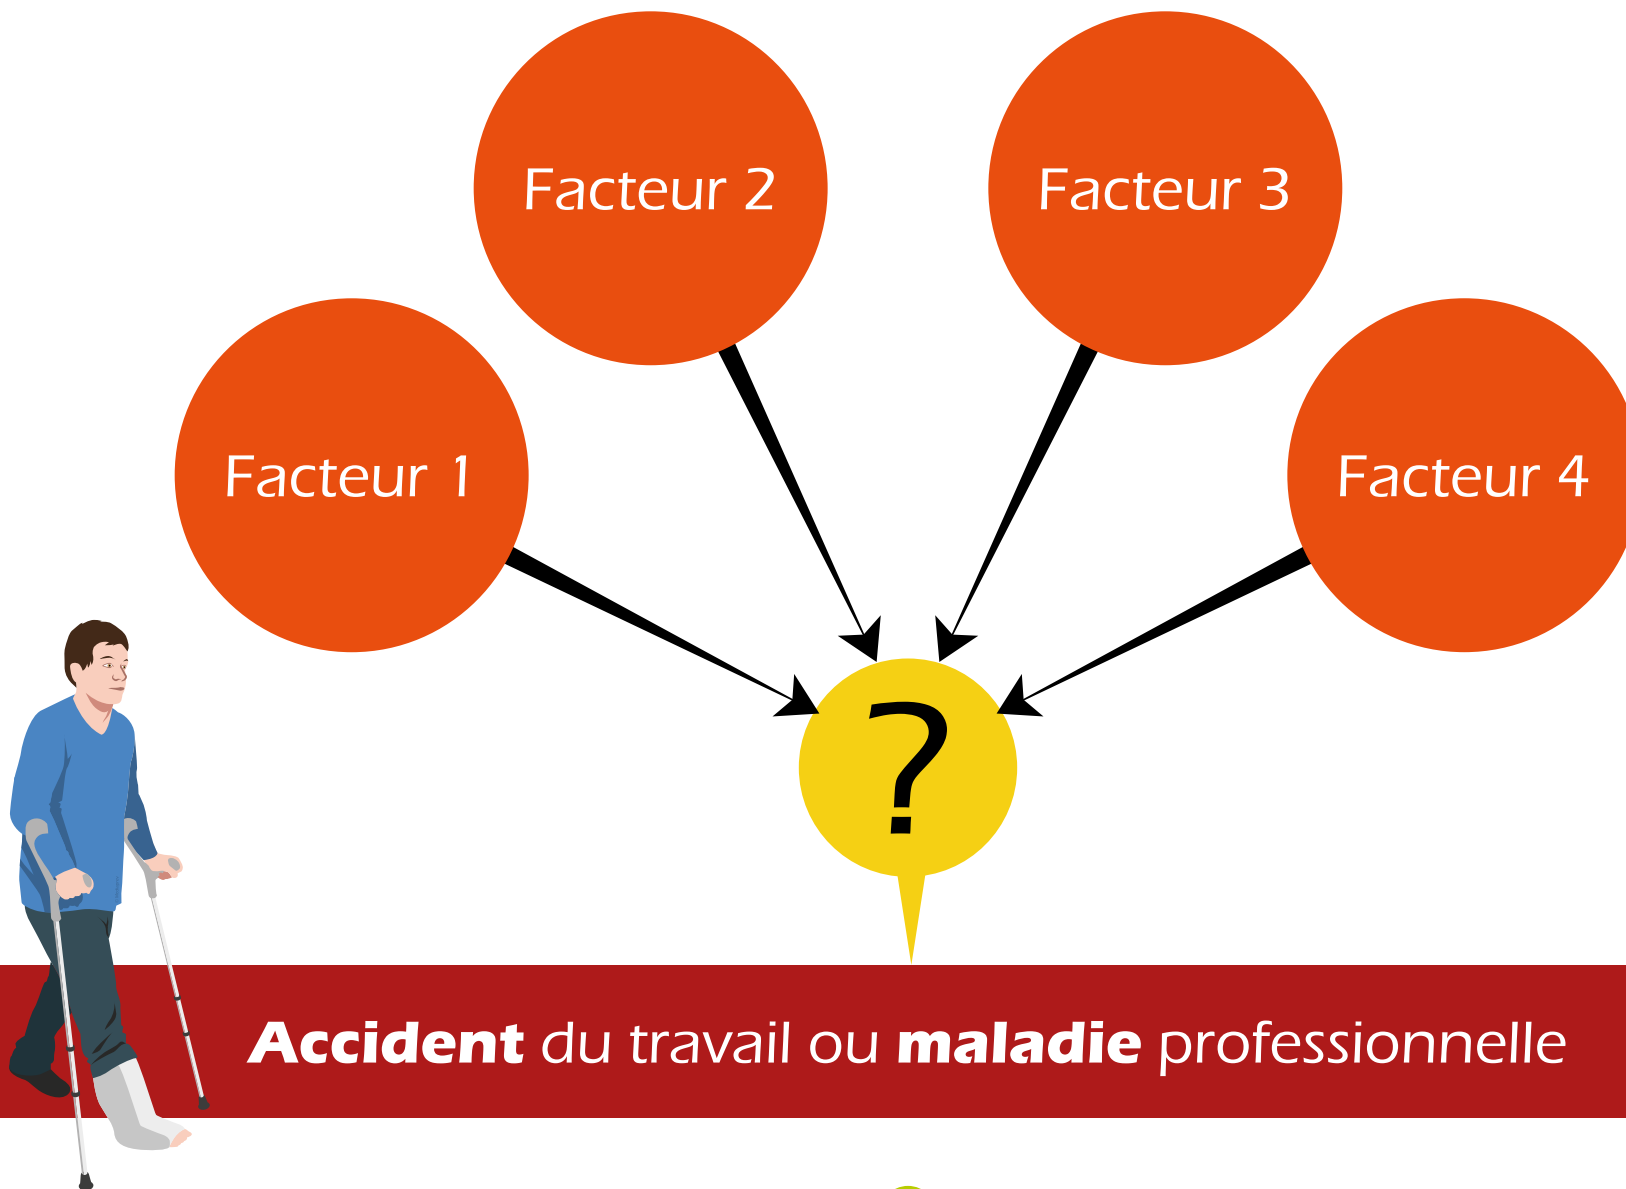 Facteur 2
Facteur 3
Facteur 1
Facteur 4
?
Accident du travail ou maladie professionnelle